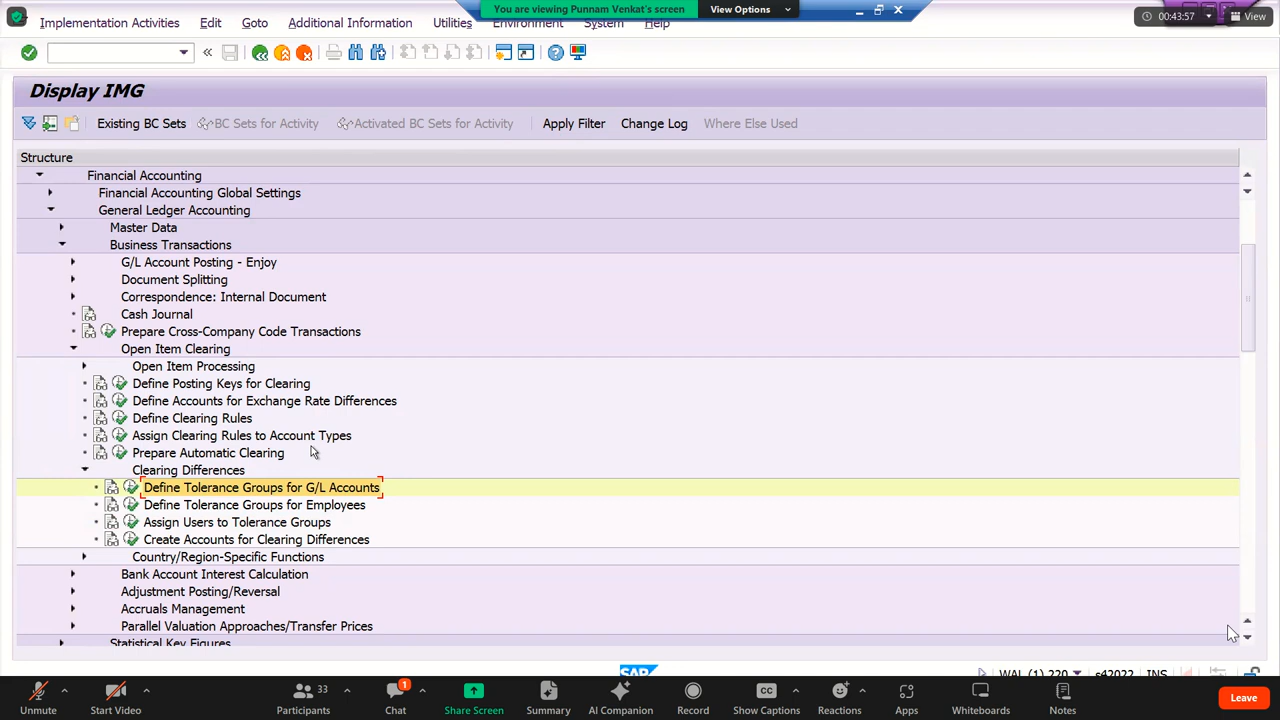 You are viewing Punnam Venkat's screen
View Options
Implementation Activities Edit Goto Additional Information Utilities System Help
00:43:57 View
Display IMG
Existing BC Sets BC Sets for Activity Activated BC Sets for Activity Apply Filter Change Log Where Else Used
Structure
Financial Accounting
Financial Accounting Global Settings
General Ledger Accounting
Master Data
Business Transactions
G/L Account Posting - Enjoy
Document Splitting
Correspondence: Internal Document
Cash Journal
Prepare Cross-Company Code Transactions
Open Item Clearing
Open Item Processing
Define Posting Keys for Clearing
Define Accounts for Exchange Rate Differences
Define Clearing Rules
Assign Clearing Rules to Account Types
Prepare Automatic Clearing
Clearing Differences
Define Tolerance Groups for G/L Accounts
Define Tolerance Groups for Employees
Assign Users to Tolerance Groups
Create Accounts for Clearing Differences
Country/Region-Specific Functions
Bank Account Interest Calculation
Adjustment Posting/Reversal
Accruals Management
Parallel Valuation Approaches/Transfer Prices
Statistical Key Figures
SAP
WAL (1) 220 s42022 INS
33 1
Unmute Start Video Participants Chat Share Screen Summary AI Companion Record Show Captions Reactions Apps Whiteboards Notes Leave